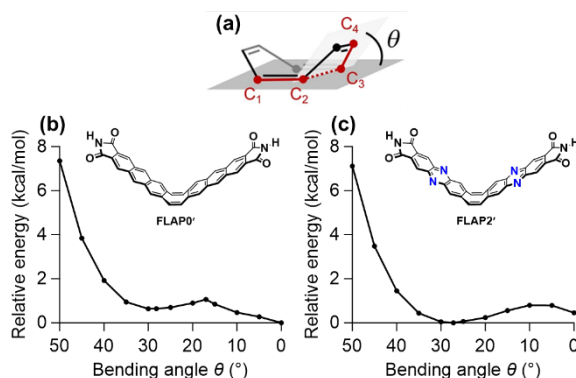 (a)
C4
θ
C1
C2
C3
(b)
(c)
H
N
O
O
O
N
H
O
FLAP0′
H
N
O
O
N
N
N
N
O
N
H
O
FLAP2′
Relative energy (kcal/mol)
8
6
4
2
0
50 40 30 20 10 0
Bending angle θ (°)
Relative energy (kcal/mol)
8
6
4
2
0
50 40 30 20 10 0
Bending angle θ (°)